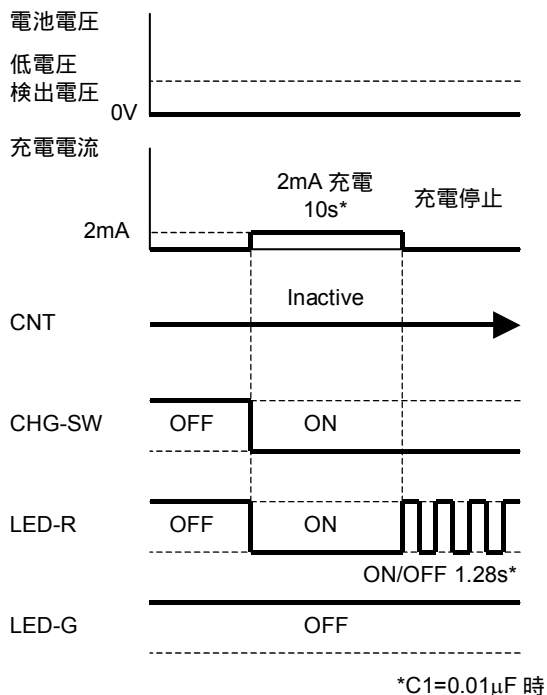 電池電圧
低電圧
検出電圧
0V
充電電流
2mA 充電
10s*
充電停止
2mA
Inactive
CNT
CHG-SW
OFF
ON
LED-R
OFF
ON
ON/OFF 1.28s*
LED-G
OFF
*C1=0.01μF 時